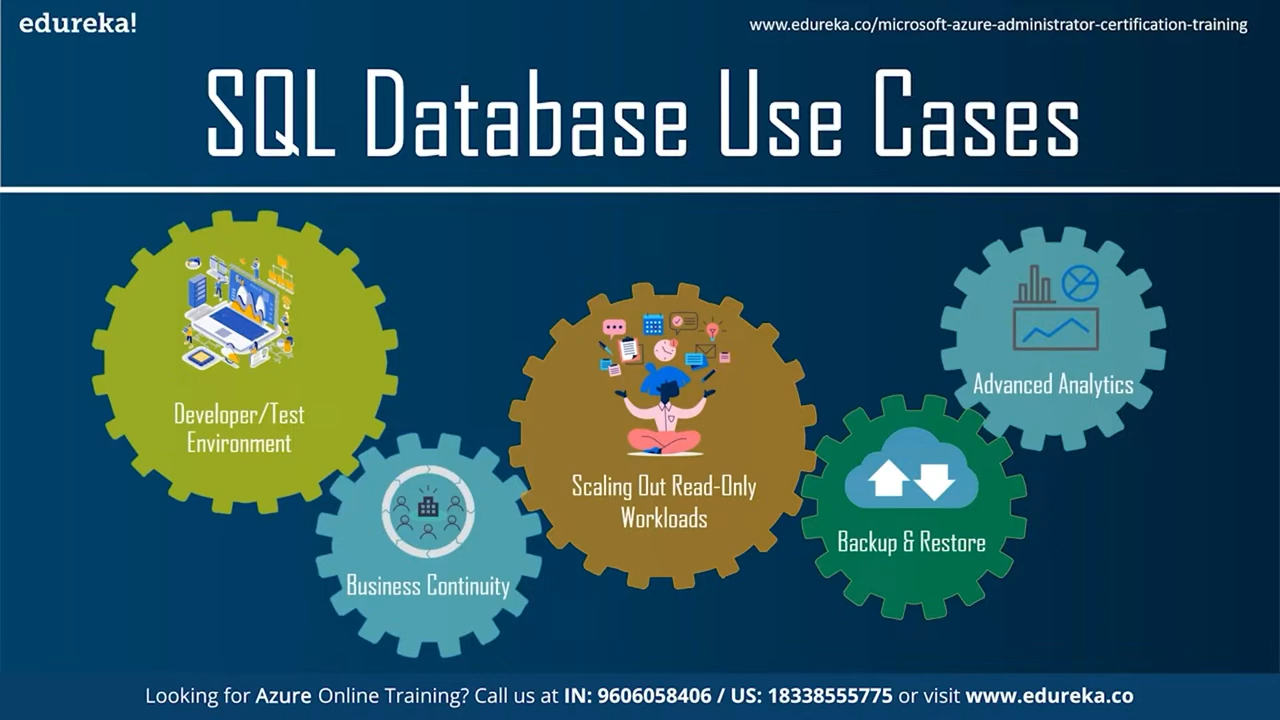 edureka!
www.edureka.co/microsoft-azure-administrator-certification-training
SQL Database Use Cases
Developer/Test
Environment
Business Continuity
Scaling Out Read-Only
Workloads
Backup & Restore
Advanced Analytics
Looking for Azure Online Training? Call us at IN: 9606058406 / US: 18338555775 or visit www.edureka.co